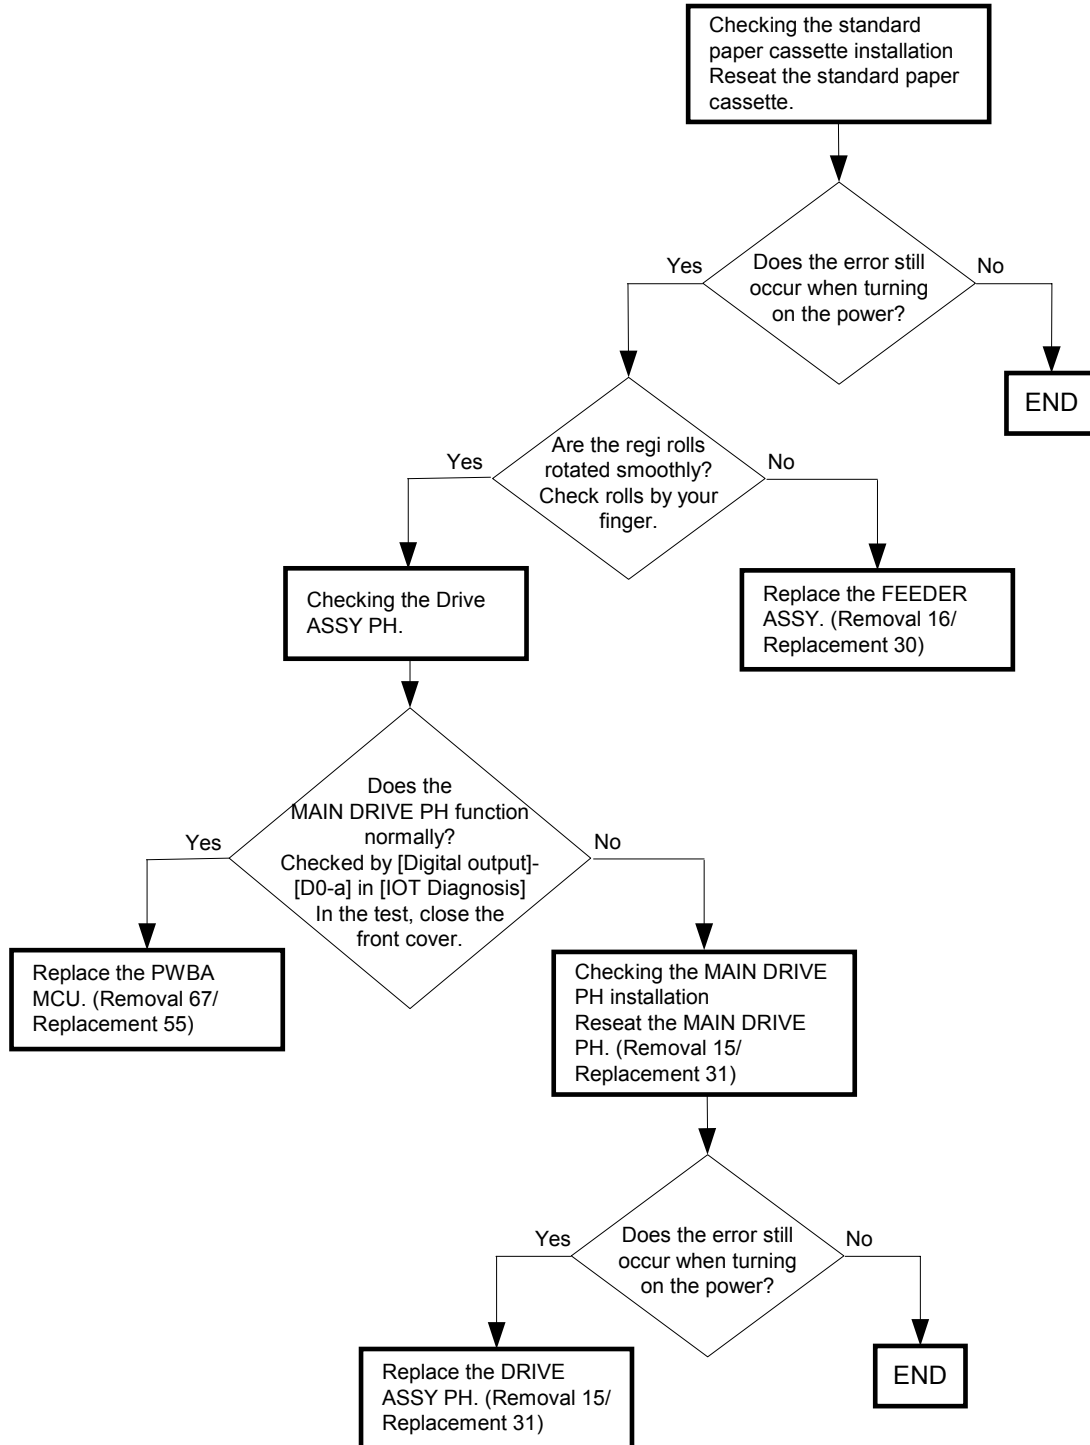 Checking the standard
paper cassette installation
Reseat the standard paper
cassette.
Does the error still
occur when turning
on the power?
Yes
No
END
Are the regi rolls
rotated smoothly?
Check rolls by your
finger.
Yes
No
Checking the Drive
ASSY PH.
Replace the FEEDER
ASSY. (Removal 16/
Replacement 30)
Does the
MAIN DRIVE PH function
normally?
Checked by [Digital output]-
[D0-a] in [IOT Diagnosis]
In the test, close the
front cover.
Yes
No
Replace the PWBA
MCU. (Removal 67/
Replacement 55)
Checking the MAIN DRIVE
PH installation
Reseat the MAIN DRIVE
PH. (Removal 15/
Replacement 31)
Does the error still
occur when turning
on the power?
Yes
No
Replace the DRIVE
ASSY PH. (Removal 15/
Replacement 31)
END